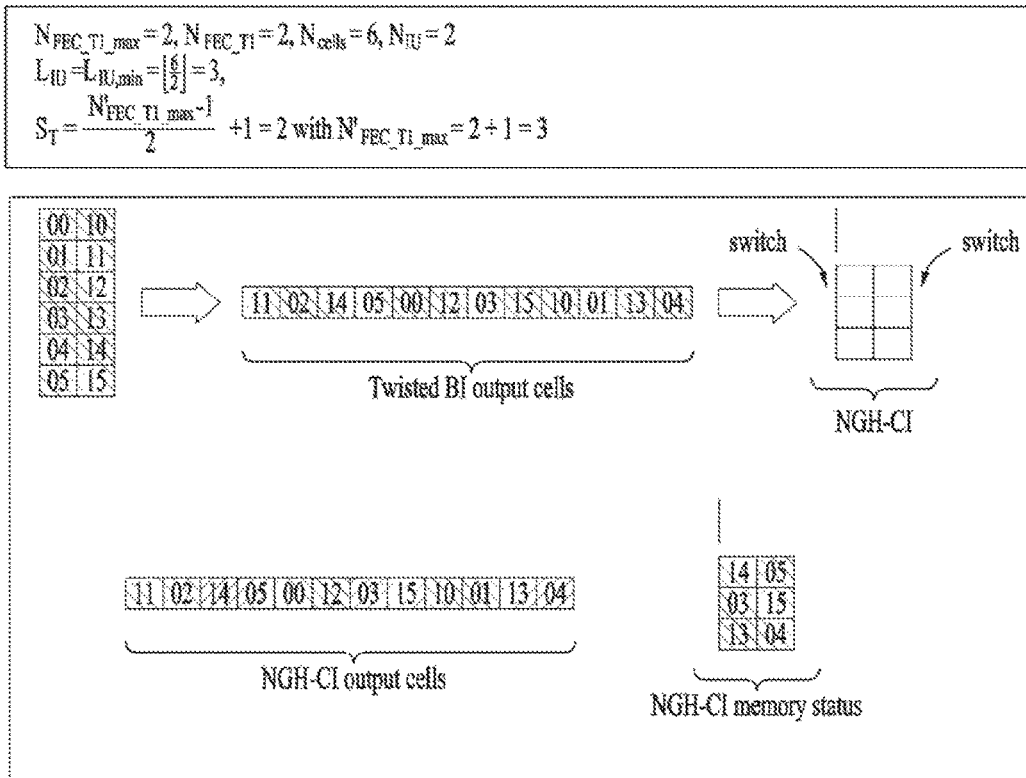 N_FEC_TI_max = 2, N_FEC_TI = 2, N_cells = 6, N_IU = 2
L_IU = L_IU,min = ⌊6/2⌋ = 3,
S_T = (N'_FEC_TI_max - 1)/2 + 1 = 2 with N'_FEC_TI_max = 2 + 1 = 3
00 10
01 11
02 12
03 13
04 14
05 15
11 02 14 05 00 12 03 15 10 01 13 04
Twisted BI output cells
switch switch
NGH-CI
11 02 14 05 00 12 03 15 10 01 13 04
NGH-CI output cells
14 05
03 15
13 04
NGH-CI memory status